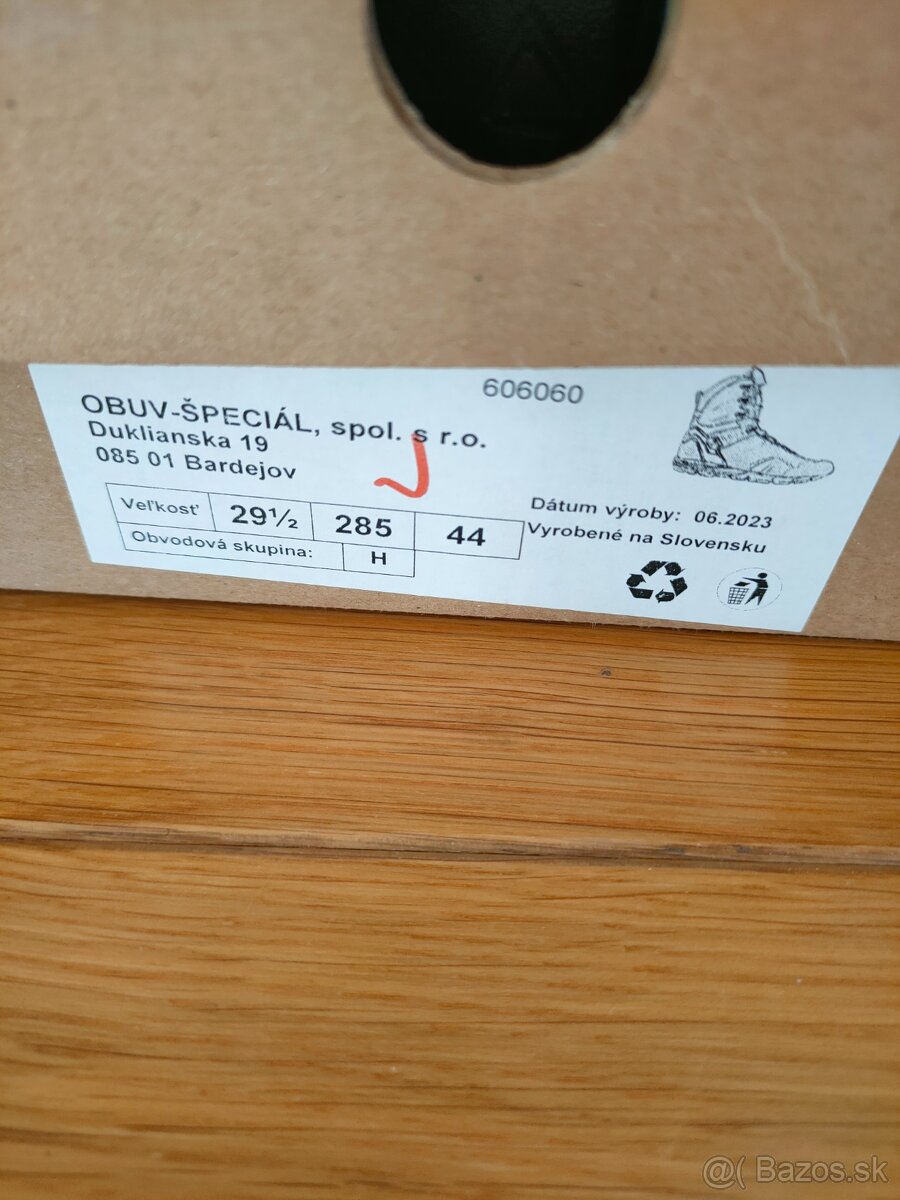 606060
OBUV-ŠPECIÁL, spol. s r.o.
Duklianska 19
085 01 Bardejov
Veľkosť 29½ 285 44
Obvodová skupina: H
Dátum výroby: 06.2023
Vyrobené na Slovensku
@( Bazos.sk